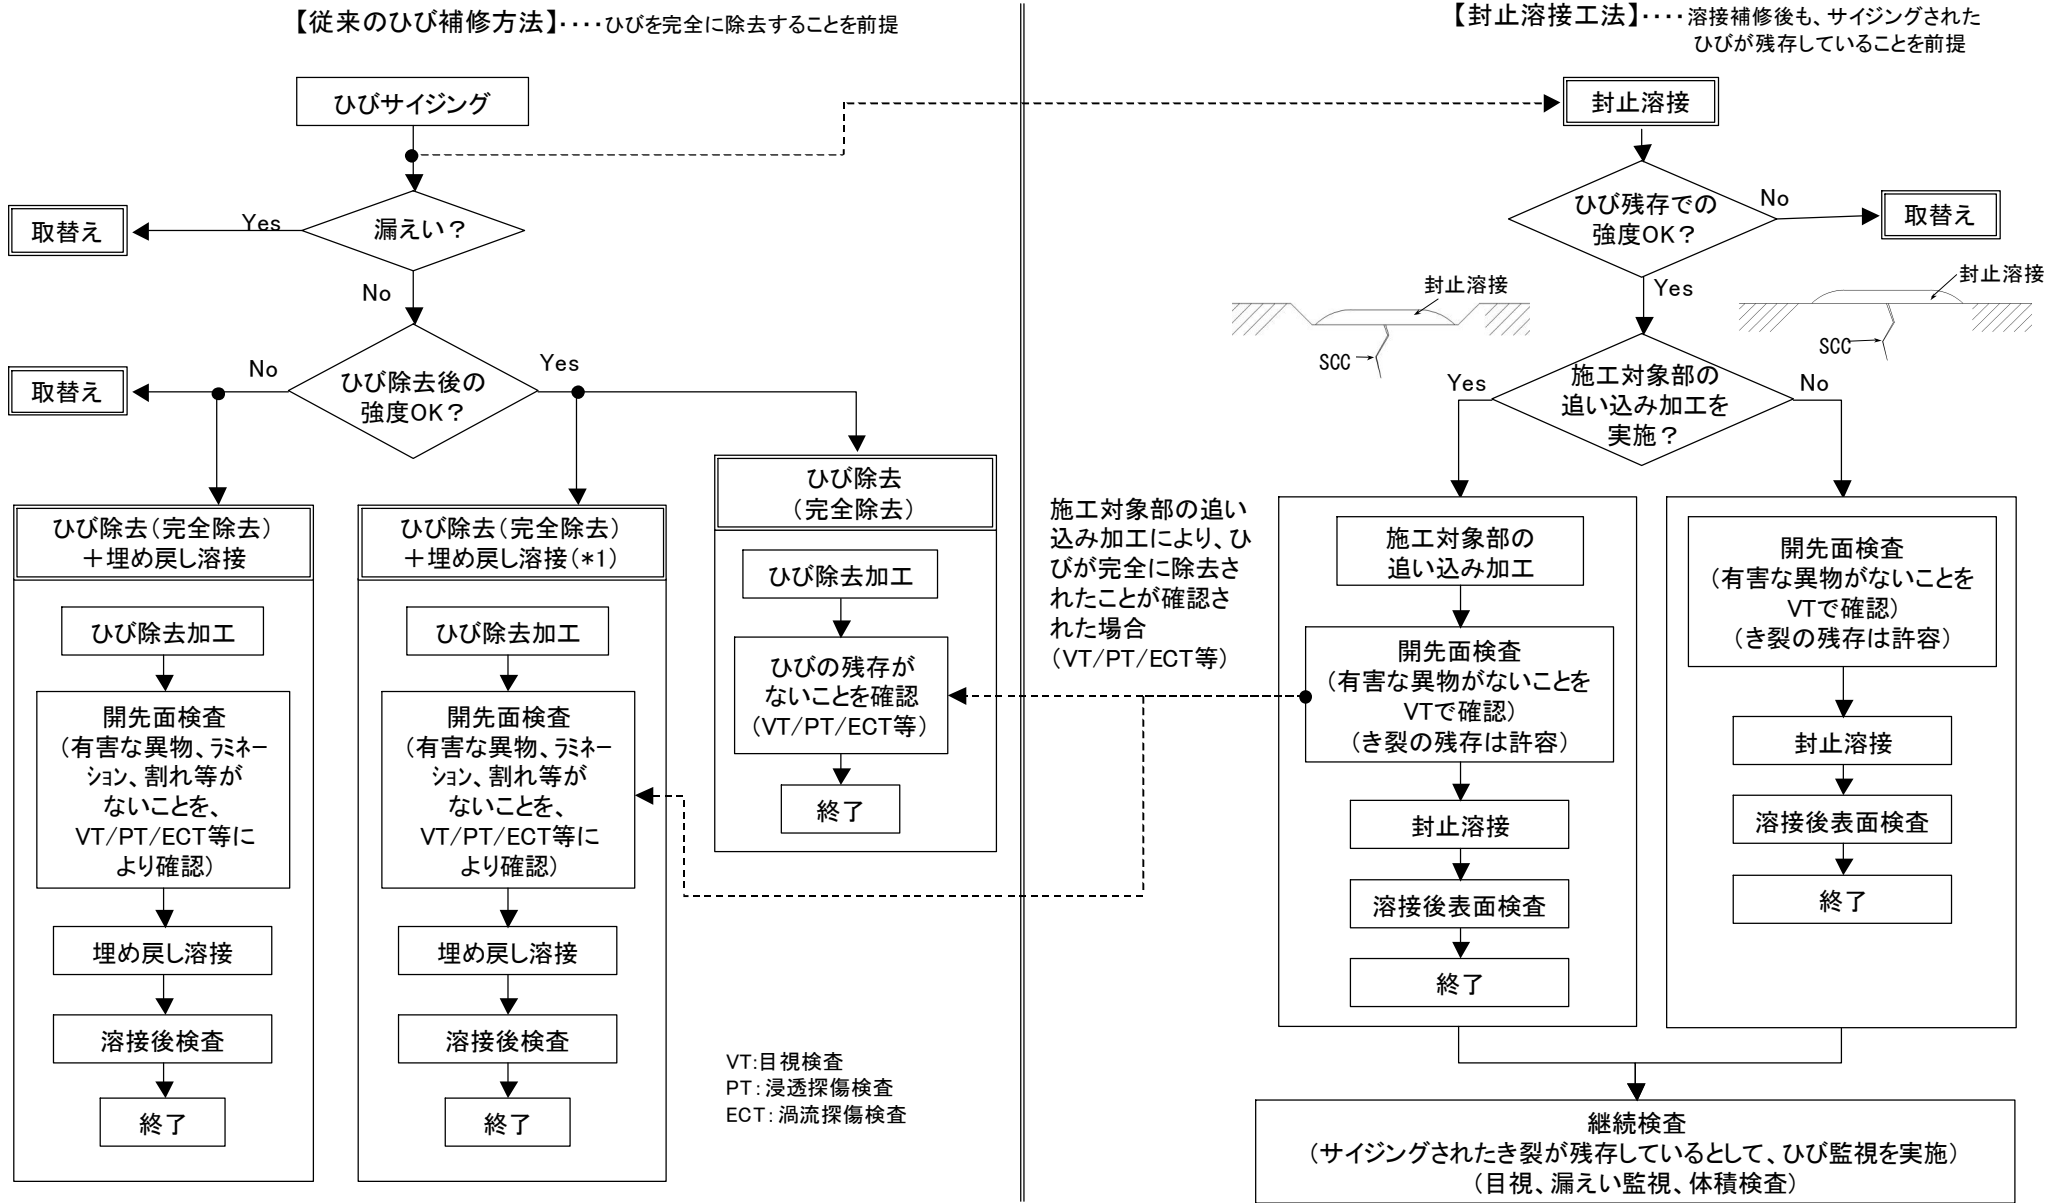 【従来のひび補修方法】････ひびを完全に除去することを前提
ひびサイジング
漏えい？
Yes
取替え
No
ひび除去後の
強度OK？
No
取替え
Yes
ひび除去(完全除去)
＋埋め戻し溶接
ひび除去加工
開先面検査
(有害な異物、ﾗﾐﾈｰ
ｼｮﾝ、割れ等が
ないことを、
VT/PT/ECT等に
より確認)
埋め戻し溶接
溶接後検査
終了
ひび除去(完全除去)
＋埋め戻し溶接(*1)
ひび除去加工
開先面検査
(有害な異物、ﾗﾐﾈｰ
ｼｮﾝ、割れ等が
ないことを、
VT/PT/ECT等に
より確認)
埋め戻し溶接
溶接後検査
終了
ひび除去
(完全除去)
ひび除去加工
ひびの残存が
ないことを確認
(VT/PT/ECT等)
終了
VT:目視検査
PT:浸透探傷検査
ECT:渦流探傷検査
【封止溶接工法】････溶接補修後も、サイジングされた
ひびが残存していることを前提
封止溶接
ひび残存での
強度OK？
No
取替え
Yes
封止溶接
SCC
封止溶接
SCC
施工対象部の
追い込み加工を
実施？
Yes
No
施工対象部の追い
込み加工により、ひ
びが完全に除去さ
れたことが確認さ
れた場合
(VT/PT/ECT等)
施工対象部の
追い込み加工
開先面検査
(有害な異物がないことを
VTで確認)
(き裂の残存は許容)
封止溶接
溶接後表面検査
終了
開先面検査
(有害な異物がないことを
VTで確認)
(き裂の残存は許容)
封止溶接
溶接後表面検査
終了
継続検査
(サイジングされたき裂が残存しているとして、ひび監視を実施)
(目視、漏えい監視、体積検査)